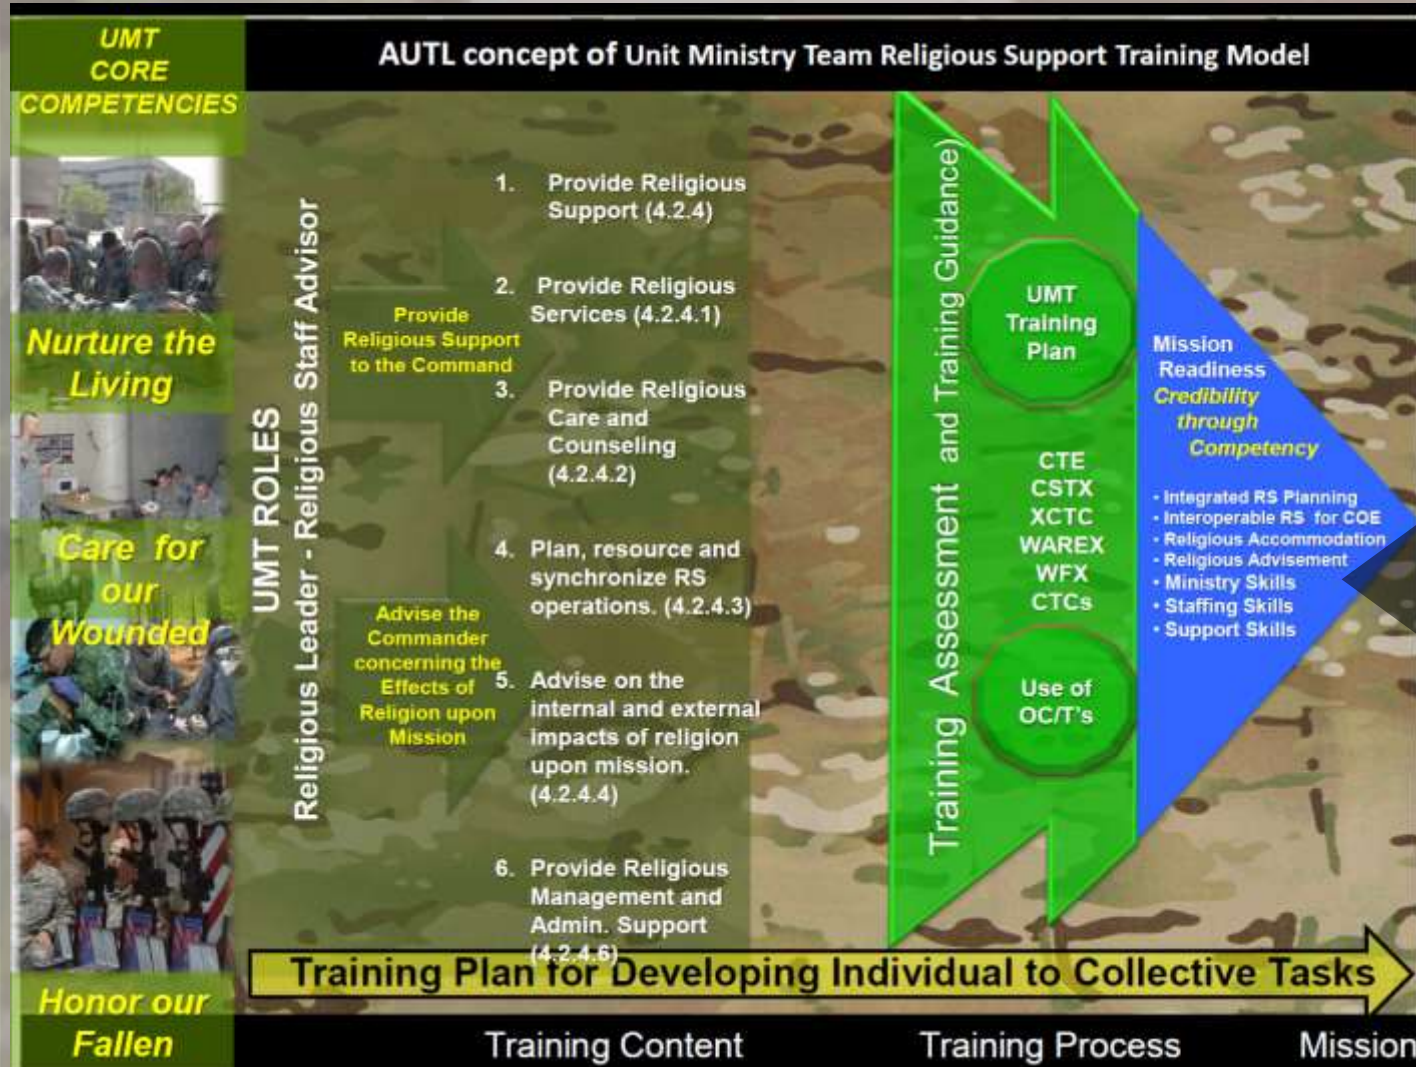 UMT
CORE
COMPETENCIES
AUTL concept of Unit Ministry Team Religious Support Training Model
Nurture the
Living
Care for
our
Wounded
Honor our
Fallen
UMT ROLES
Religious Leader - Religious Staff Advisor
Provide
Religious Support
to the Command
Advise the
Commander
concerning the
Effects of
Religion upon
Mission
1. Provide Religious
Support (4.2.4)
2. Provide Religious
Services (4.2.4.1)
3. Provide Religious
Care and
Counseling
(4.2.4.2)
4. Plan, resource and
synchronize RS
operations. (4.2.4.3)
5. Advise on the
internal and external
impacts of religion
upon mission.
(4.2.4.4)
6. Provide Religious
Management and
Admin. Support
(4.2.4.6)
Training Assessment and Training Guidance)
UMT
Training
Plan
CTE
CSTX
XCTC
WAREX
WFX
CTCs
Use of
OC/T's
Mission
Readiness
Credibility
through
Competency
• Integrated RS Planning
• Interoperable RS for COE
• Religious Accommodation
• Religious Advisement
• Ministry Skills
• Staffing Skills
• Support Skills
Training Plan for Developing Individual to Collective Tasks
Training Content
Training Process
Mission